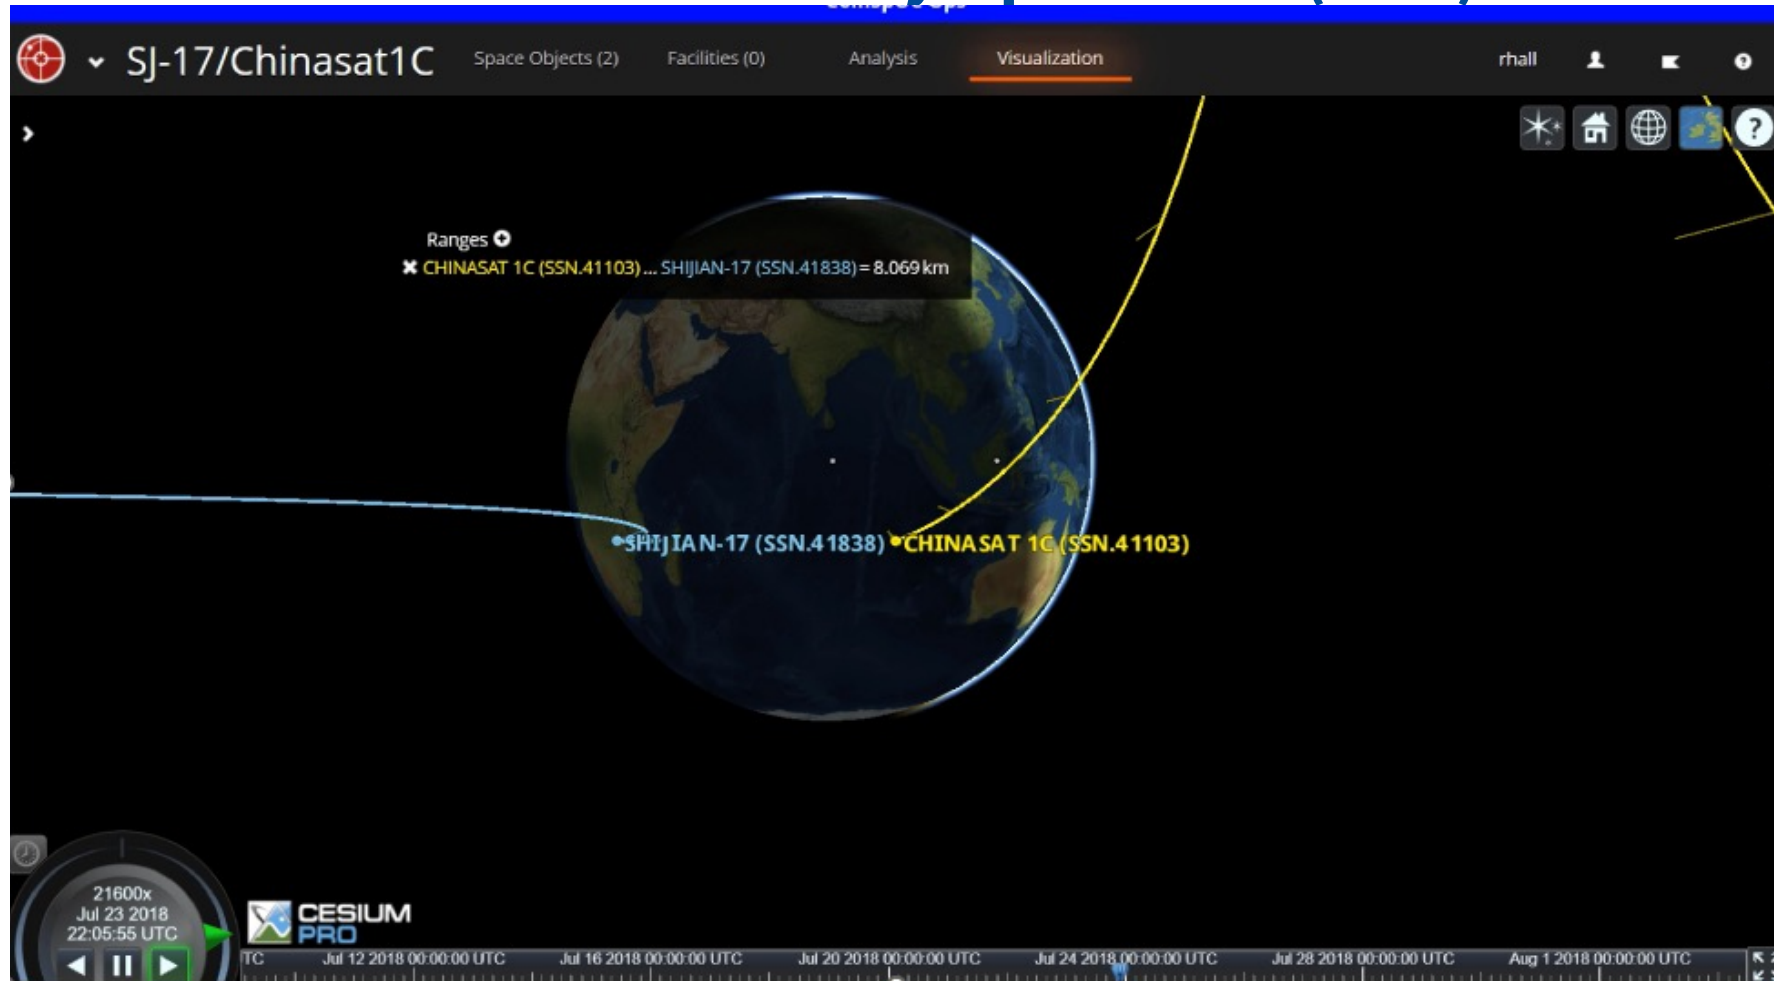 ComSpOC Ops
SJ-17/Chinasat1C
Space Objects (2)
Facilities (0)
Analysis
Visualization
rhall
Ranges
CHINASAT 1C (SSN.41103)... SHIJIAN-17 (SSN.41838) = 8.069 km
SHIJIAN-17 (SSN.41838)
CHINASAT 1C (SSN.41103)
21600x
Jul 23 2018
22:05:55 UTC
CESIUM
PRO
TC
Jul 12 2018 00:00:00 UTC
Jul 16 2018 00:00:00 UTC
Jul 20 2018 00:00:00 UTC
Jul 24 2018 00:00:00 UTC
Jul 28 2018 00:00:00 UTC
Aug 1 2018 00:00:00 UTC